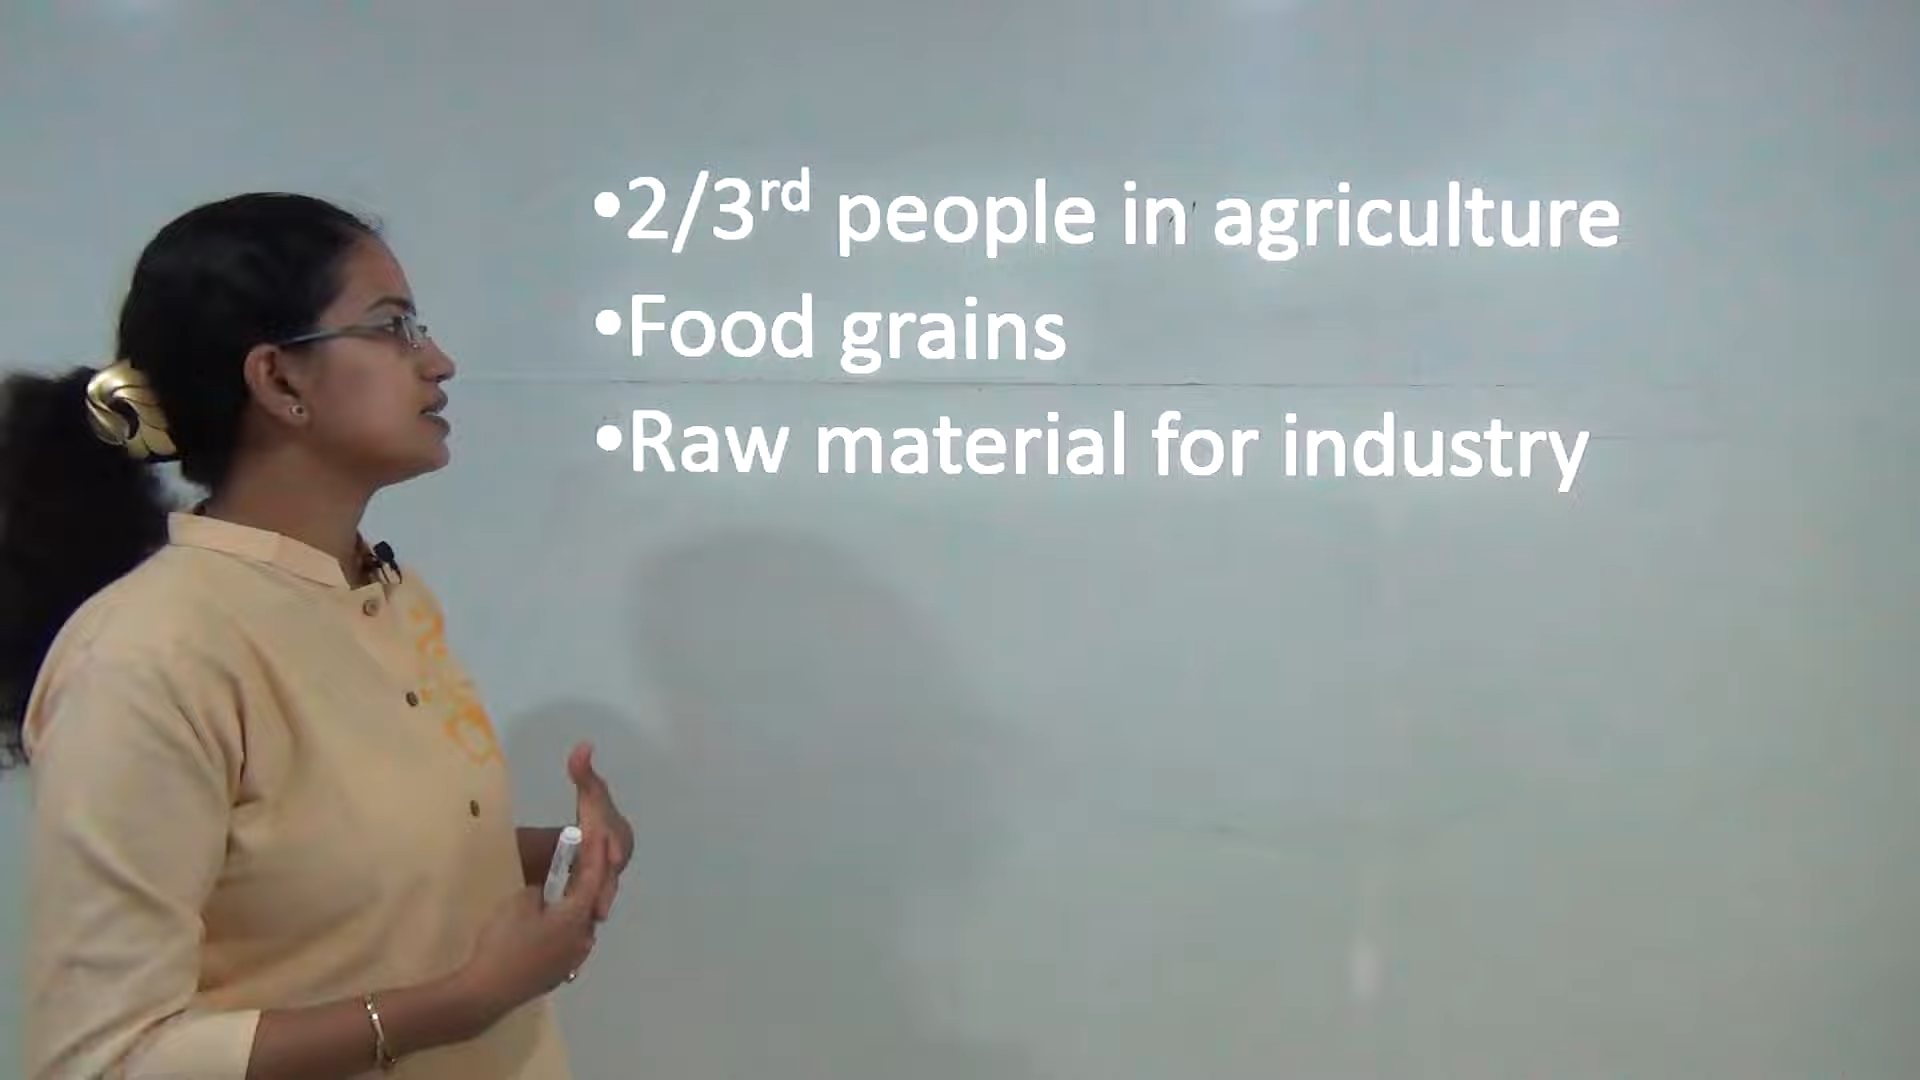 •2/3rd people in agriculture
•Food grains
•Raw material for industry